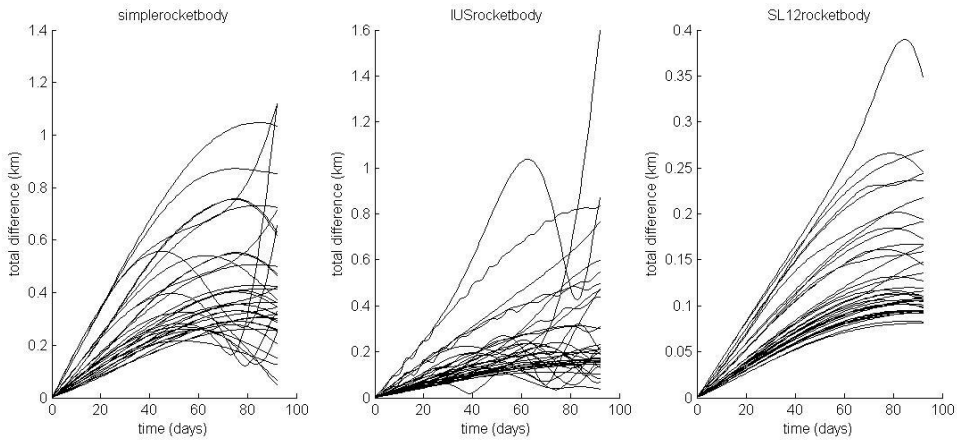 simplerocketbody
1.4
1.2
1
0.8
0.6
0.4
0.2
0
total difference (km)
0 20 40 60 80 100
time (days)
IUSrocketbody
1.6
1.4
1.2
1
0.8
0.6
0.4
0.2
0
total difference (km)
0 20 40 60 80 100
time (days)
SL12rocketbody
0.4
0.35
0.3
0.25
0.2
0.15
0.1
0.05
0
total difference (km)
0 20 40 60 80 100
time (days)